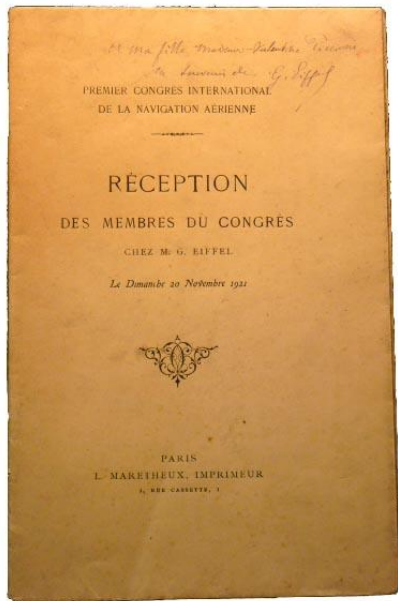 A ma fille Madame Valentine
en souvenir de G. Eiffel
PREMIER CONGRÈS INTERNATIONAL
DE LA NAVIGATION AÉRIENNE
RÉCEPTION
DES MEMBRES DU CONGRÈS
CHEZ M. G. EIFFEL
Le Dimanche 20 Novembre 1921
PARIS
L. MARETHEUX, IMPRIMEUR
1, RUE CASSETTE, 1